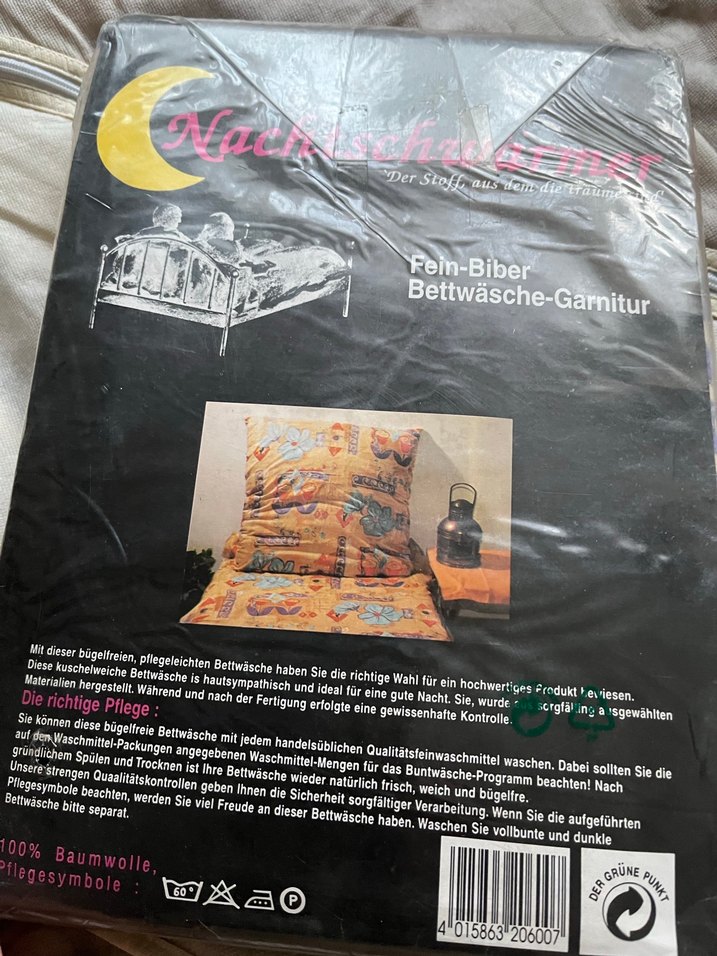 Nachtschwärmer
"Der Stoff, aus dem die Träume sind"
Fein-Biber
Bettwäsche-Garnitur
Mit dieser bügelfreien, pflegeleichten Bettwäsche haben Sie die richtige Wahl für ein hochwertiges Produkt bewiesen.
Diese kuschelweiche Bettwäsche is hautsympathisch und ideal für eine gute Nacht. Sie, wurde aus sorgfältig ausgewählten
Materialien hergestellt. Während und nach der Fertigung erfolgte eine gewissenhafte Kontrolle.
Die richtige Pflege :
Sie können diese bügelfreie Bettwäsche mit jedem handelsüblichen Qualitätsfeinwaschmittel waschen. Dabei sollten Sie die
auf den Waschmittel-Packungen angegebenen Waschmittel-Mengen für das Buntwäsche-Programm beachten! Nach
gründlichem Spülen und Trocknen ist Ihre Bettwäsche wieder natürlich frisch, weich und bügelfre.
Unsere strengen Quaalitätskontrollen geben Ihnen die Sicherheit sorgfältiger Verarbeitung. Wenn Sie die aufgeführten
Pflegesymbole beachten, werden Sie viel Freude an dieser Bettwäsche haben. Waschen Sie vollbunte und dunkle
Bettwäsche bitte separat.
100% Baumwolle,
Pflegesymbole :
60°
P
4 015863 206007
DER GRÜNE PUNKT